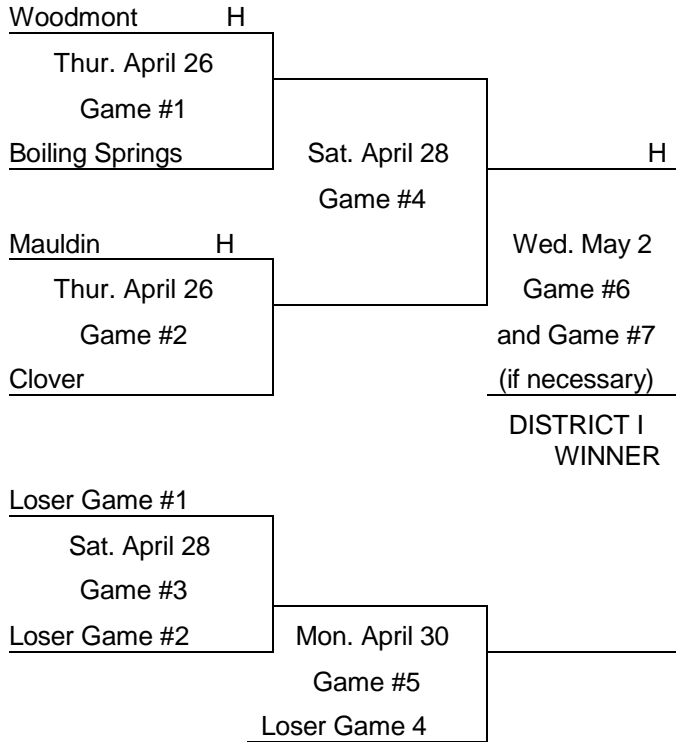 Woodmont H
Thur. April 26
Game #1
Boiling Springs
Sat. April 28
H
Game #4
Mauldin H
Wed. May 2
Thur. April 26
Game #6
Game #2
and Game #7
Clover
(if necessary)
DISTRICT I
WINNER
Loser Game #1
Sat. April 28
Game #3
Loser Game #2
Mon. April 30
Game #5
Loser Game 4